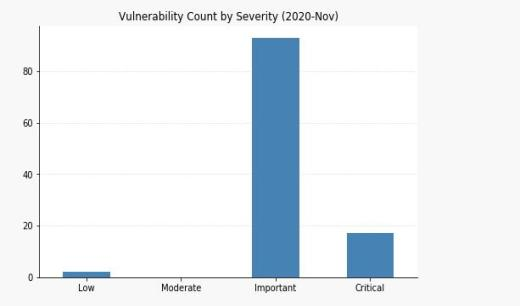 Vulnerability Count by Severity (2020-Nov)
80
60
40
20
0
Low Moderate Important Critical